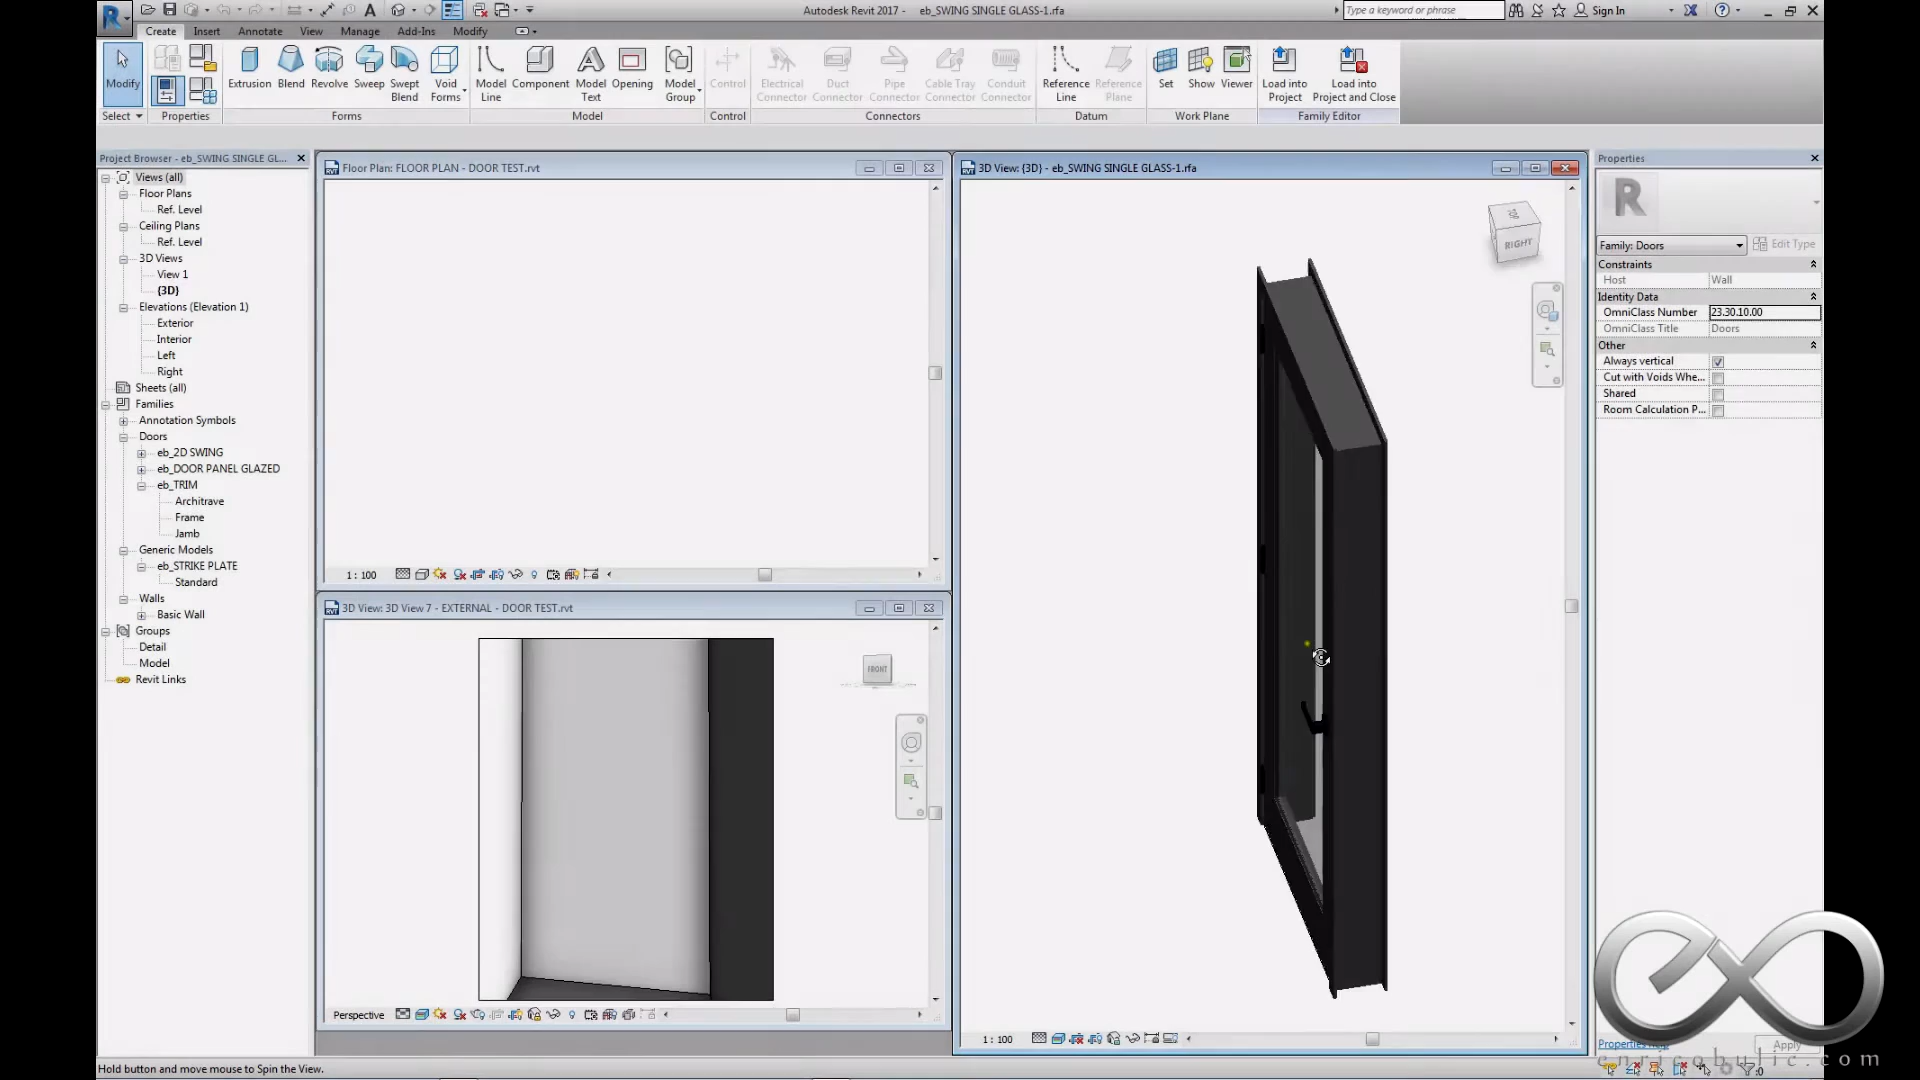 Autodesk Revit 2017 -    eb_SWING SINGLE GLASS-1.rfa
Type a keyword or phrase
Sign In
Create
Insert
Annotate
View
Manage
Add-Ins
Modify
Modify
Extrusion
Blend
Revolve
Sweep
Swept Blend
Void Forms
Model Line
Component
Model Text
Opening
Model Group
Control
Electrical Connector
Duct Connector
Pipe Connector
Cable Tray Connector
Conduit Connector
Reference Line
Reference Plane
Set
Show
Viewer
Load into Project
Load into Project and Close
Select
Properties
Forms
Model
Control
Connectors
Datum
Work Plane
Family Editor
Project Browser - eb_SWING SINGLE GL...
Views (all)
Floor Plans
Ref. Level
Ceiling Plans
Ref. Level
3D Views
View 1
{3D}
Elevations (Elevation 1)
Exterior
Interior
Left
Right
Sheets (all)
Families
Annotation Symbols
Doors
eb_2D SWING
eb_DOOR PANEL GLAZED
eb_TRIM
Architrave
Frame
Jamb
Generic Models
eb_STRIKE PLATE
Standard
Walls
Basic Wall
Groups
Detail
Model
Revit Links
Floor Plan: FLOOR PLAN - DOOR TEST.rvt
1 : 100
3D View: 3D View 7 - EXTERNAL - DOOR TEST.rvt
FRONT
Perspective
3D View: {3D} - eb_SWING SINGLE GLASS-1.rfa
RIGHT
1 : 100
Properties
Family: Doors
Edit Type
Constraints
Host
Wall
Identity Data
OmniClass Number
23.30.10.00
OmniClass Title
Doors
Other
Always vertical
Cut with Voids Whe...
Shared
Room Calculation P...
Properties help
Apply
enricobulic.com
Hold button and move mouse to Spin the View.
:0